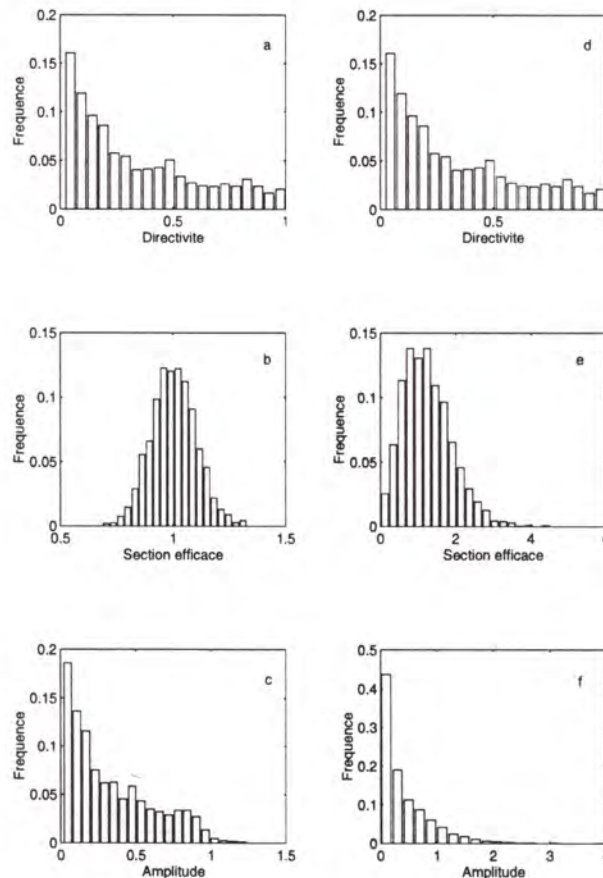 a
0.2
0.15
0.1
0.05
0
Frequence
0 0.5 1
Directivite
d
0.2
0.15
0.1
0.05
0
Frequence
0 0.5
Directivite
b
0.15
0.1
0.05
0
Frequence
0.5 1 1.5
Section efficace
e
0.15
0.1
0.05
0
Frequence
0 2 4 6
Section efficace
c
0.2
0.15
0.1
0.05
0
Frequence
0 0.5 1 1.5
Amplitude
f
0.5
0.4
0.3
0.2
0.1
0
Frequence
0 1 2 3
Amplitude